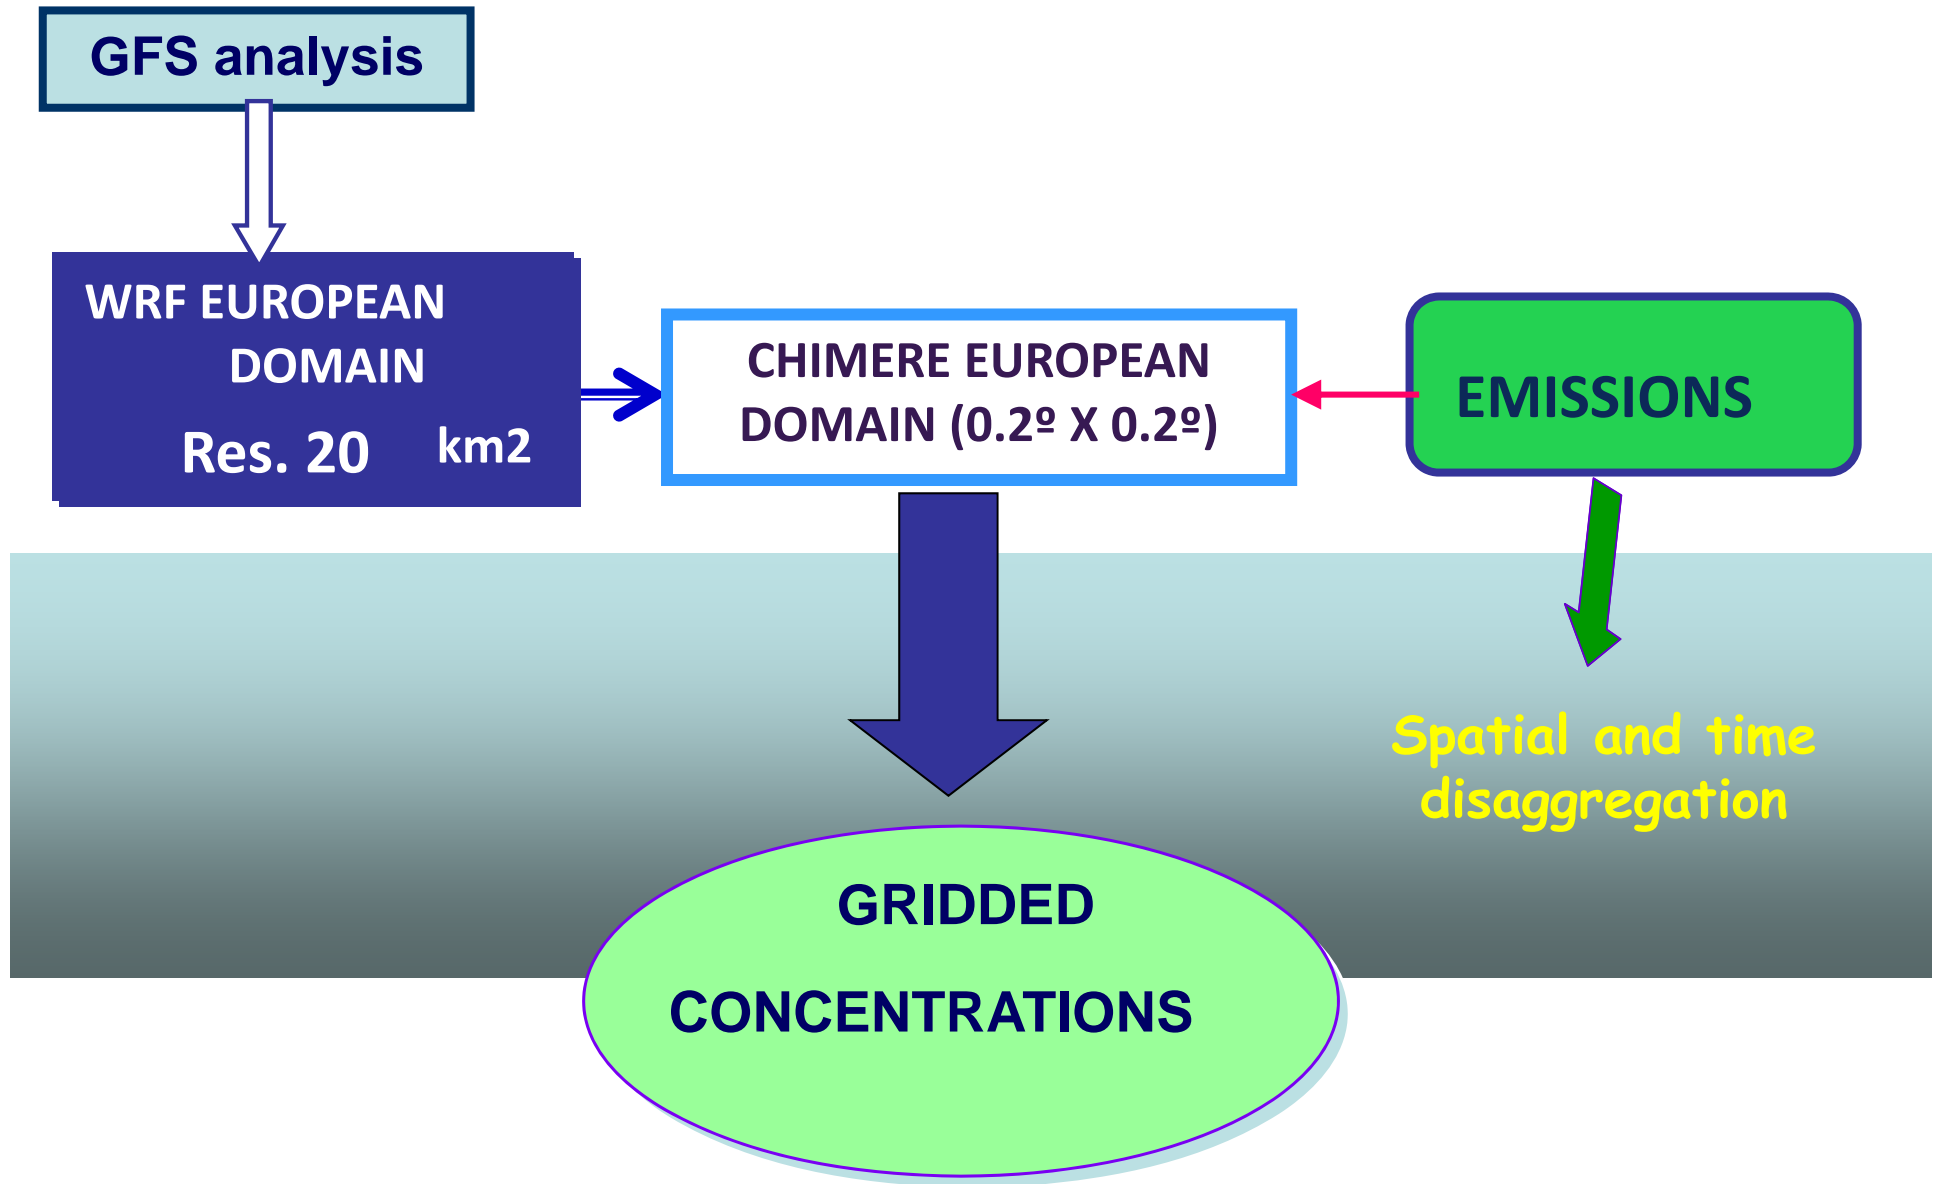 GFS analysis
WRF EUROPEAN
DOMAIN
Res. 20 km2
CHIMERE EUROPEAN
DOMAIN (0.2º X 0.2º)
EMISSIONS
Spatial and time
disaggregation
GRIDDED
CONCENTRATIONS